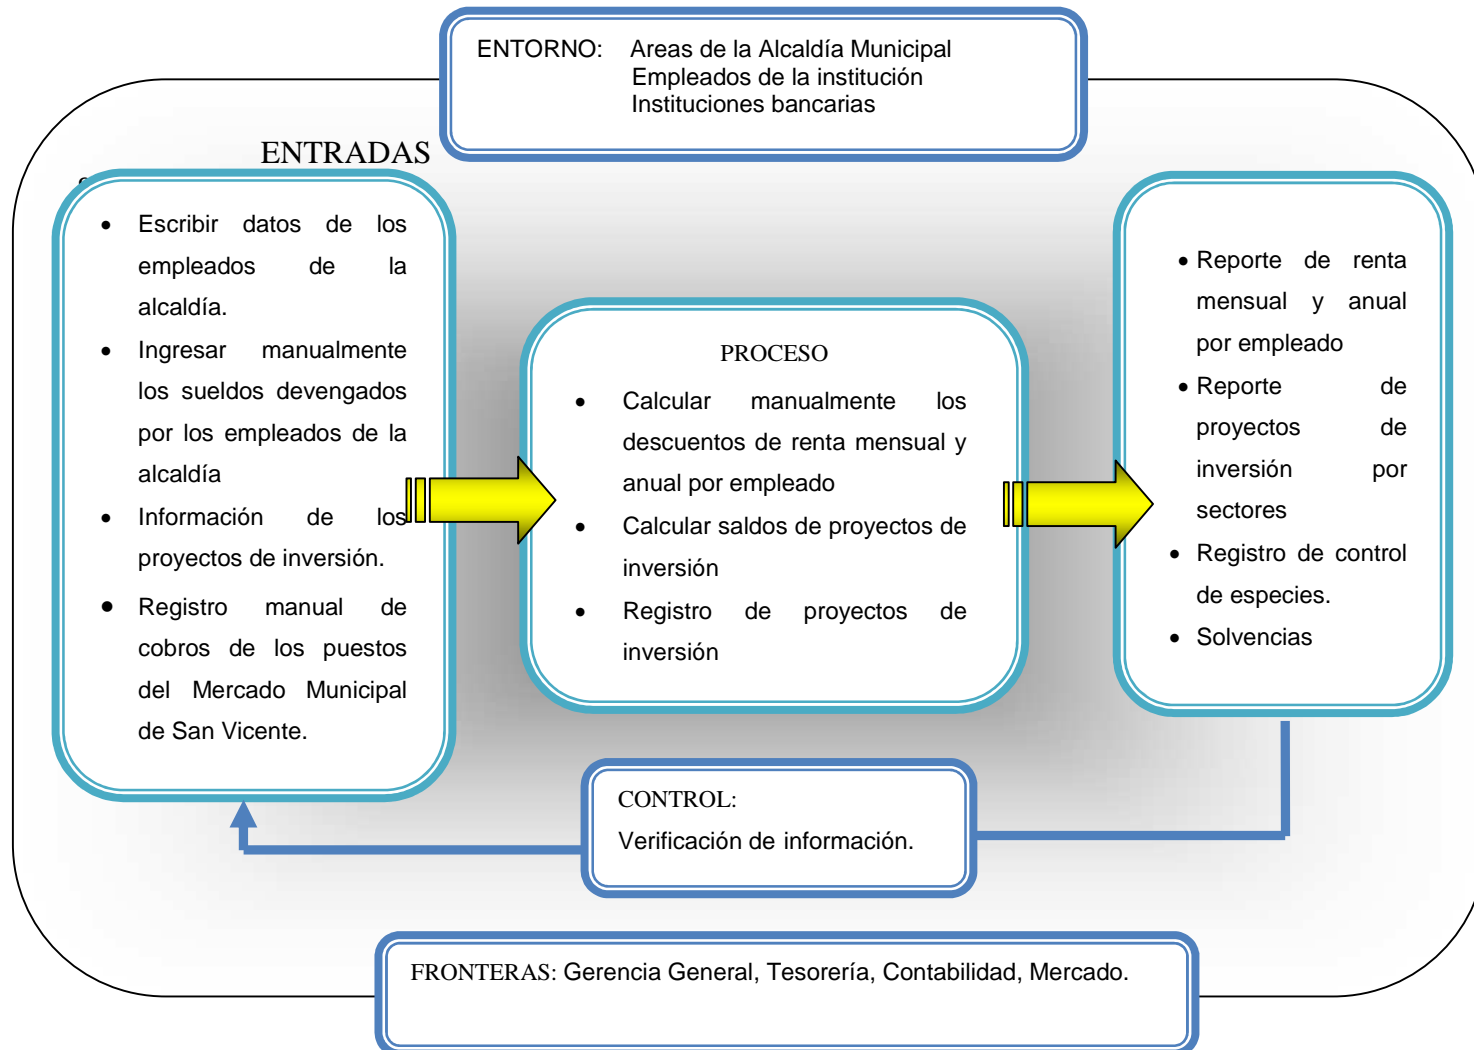 ENTORNO: Areas de la Alcaldía Municipal
Empleados de la institución
Instituciones bancarias
ENTRADAS
• Escribir datos de los
empleados de la
alcaldía.
• Ingresar manualmente
los sueldos devengados
por los empleados de la
alcaldía
• Información de los
proyectos de inversión.
• Registro manual de
cobros de los puestos
del Mercado Municipal
de San Vicente.
PROCESO
• Calcular manualmente los
descuentos de renta mensual y
anual por empleado
• Calcular saldos de proyectos de
inversión
• Registro de proyectos de
inversión
• Reporte de renta
mensual y anual
por empleado
• Reporte de
proyectos de
inversión por
sectores
• Registro de control
de especies.
• Solvencias
CONTROL:
Verificación de información.
FRONTERAS: Gerencia General, Tesorería, Contabilidad, Mercado.